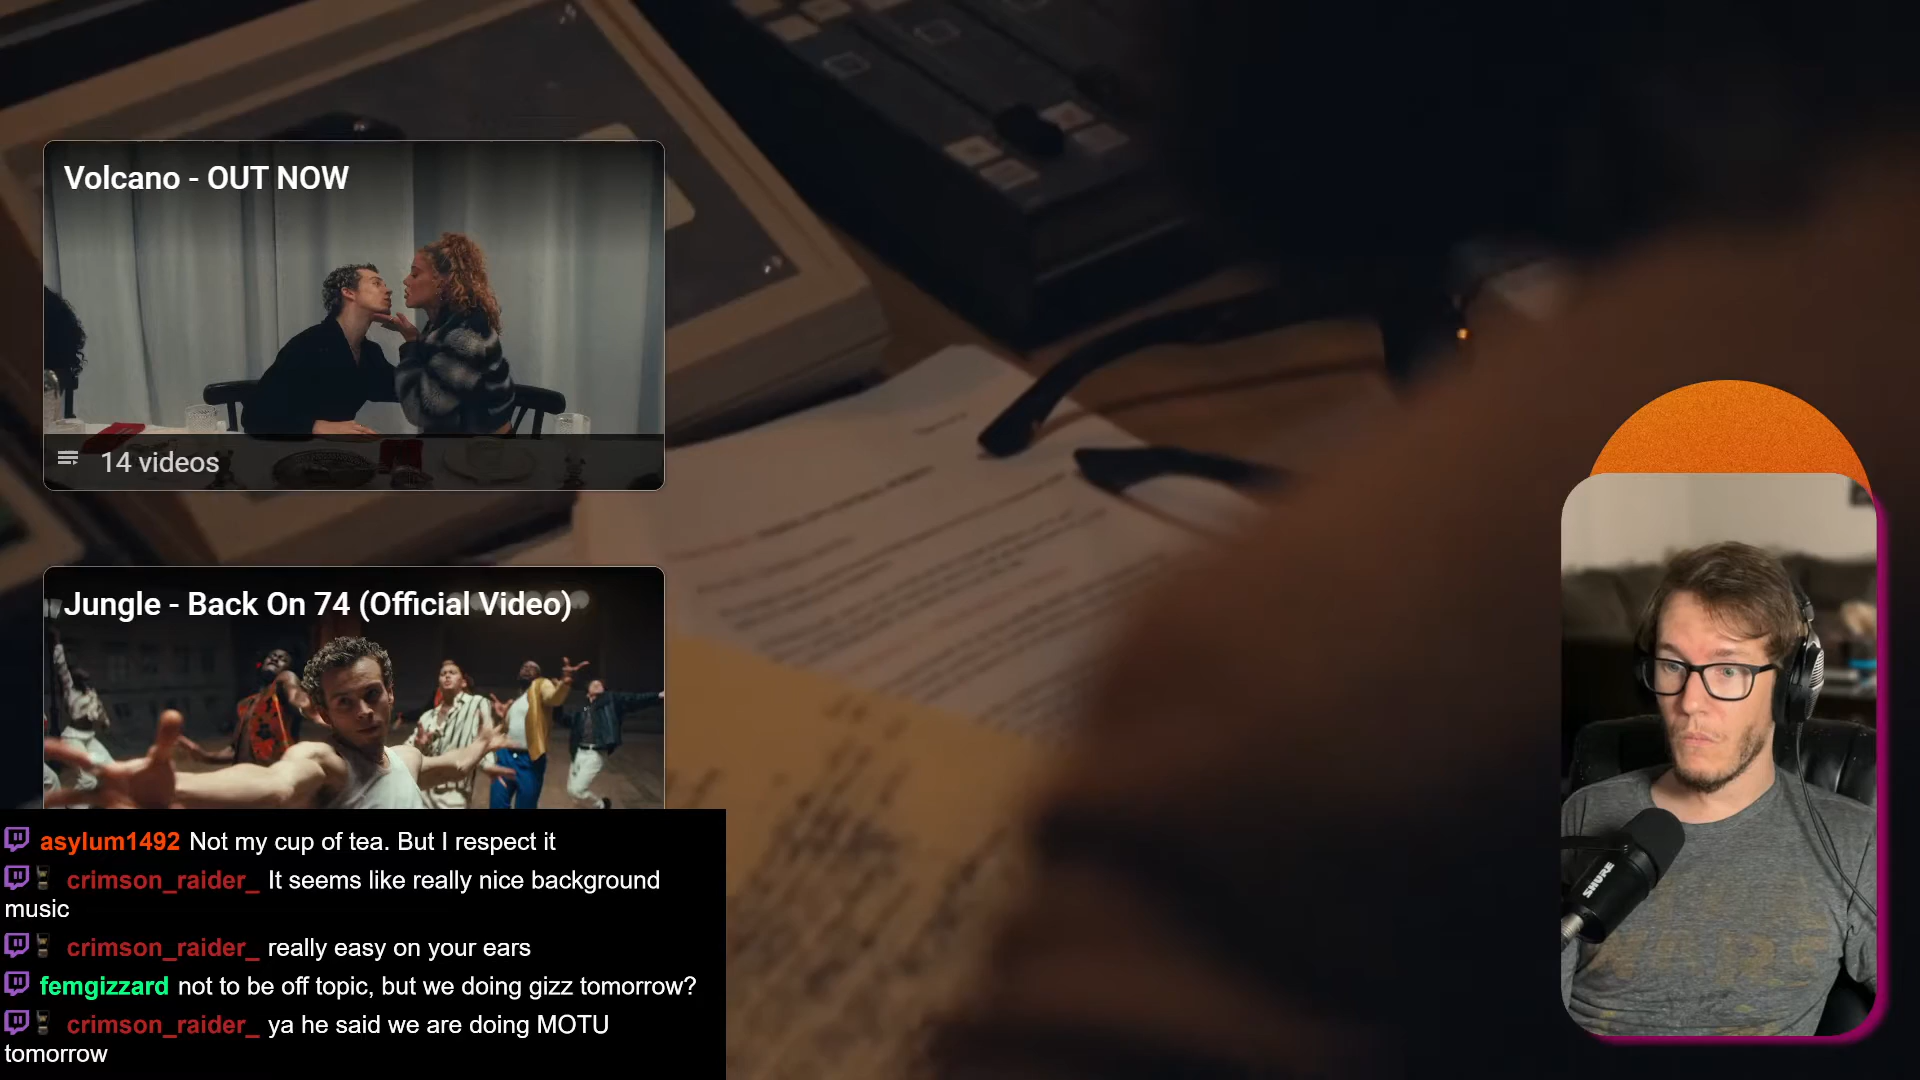 Volcano - OUT NOW
14 videos
Jungle - Back On 74 (Official Video)
asylum1492 Not my cup of tea. But I respect it
crimson_raider_ It seems like really nice background
music
crimson_raider_ really easy on your ears
femgizzard not to be off topic, but we doing gizz tomorrow?
crimson_raider_ ya he said we are doing MOTU
tomorrow
SHURE